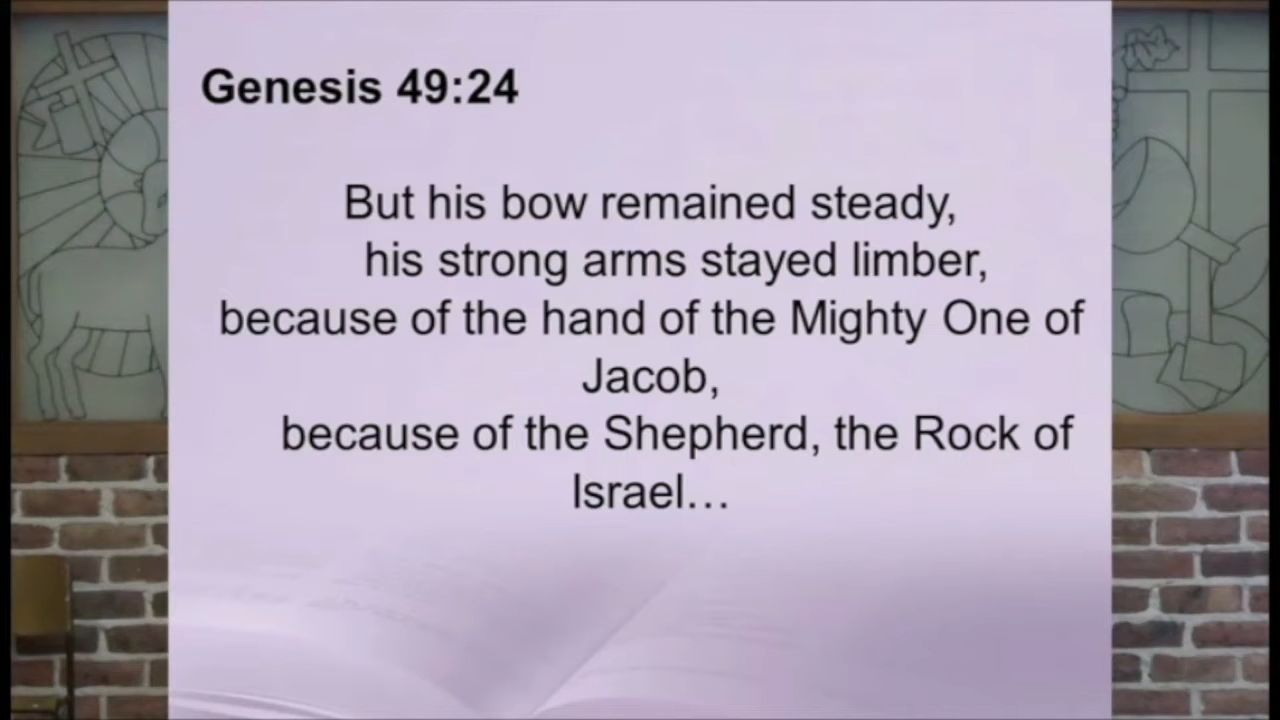 Genesis 49:24
But his bow remained steady,
his strong arms stayed limber,
because of the hand of the Mighty One of
Jacob,
because of the Shepherd, the Rock of
Israel…